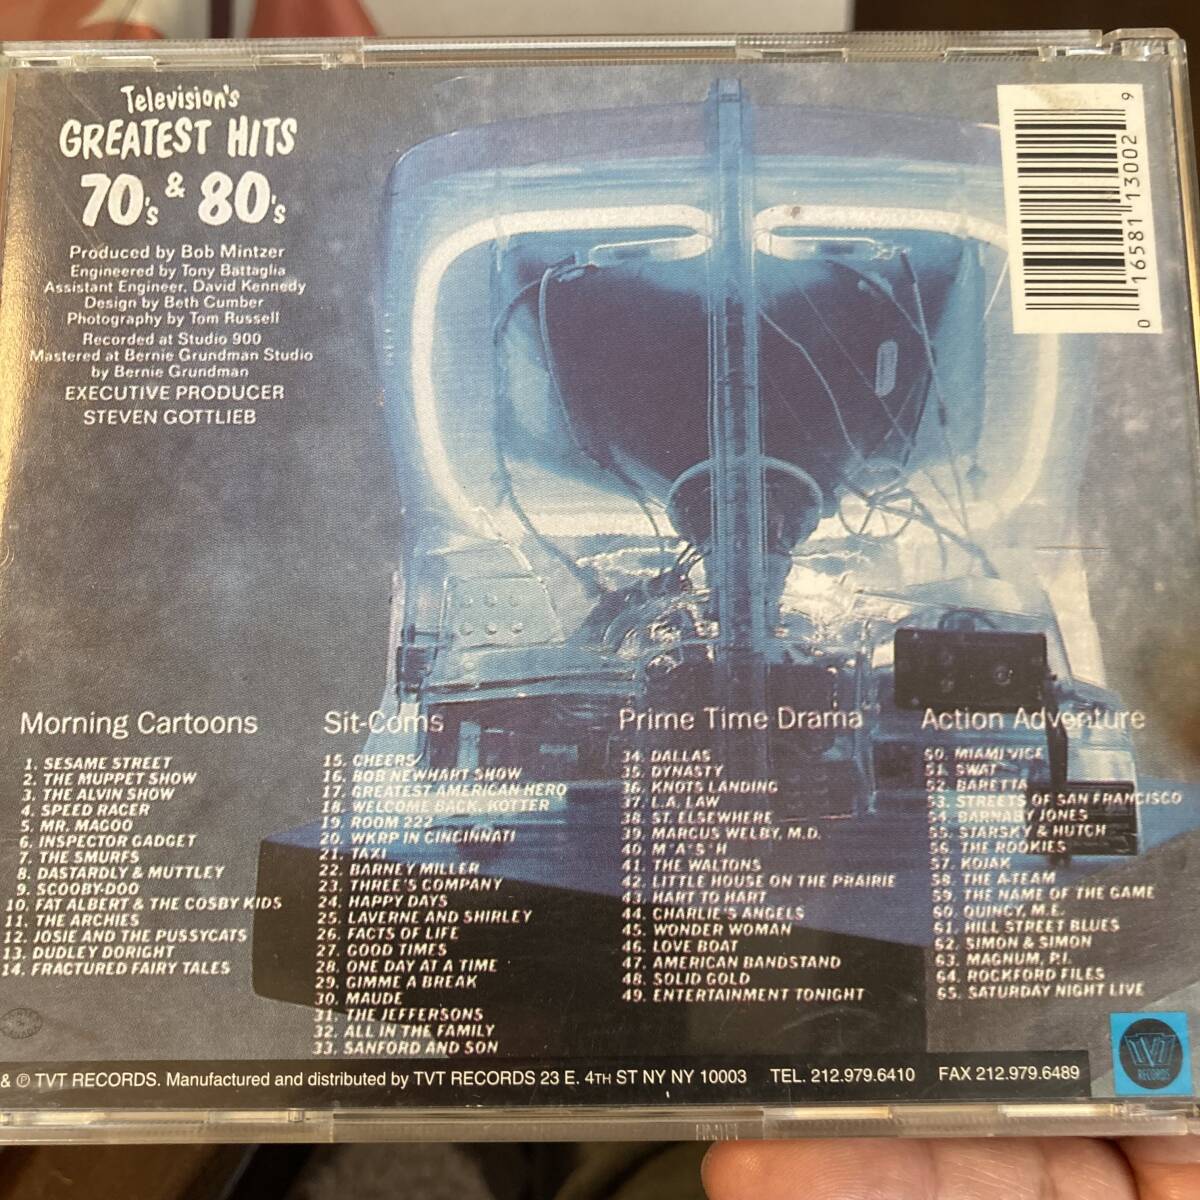 Television's
GREATEST HITS
70's & 80's
Produced by Bob Mintzer
Engineered by Tony Battaglia
Assistant Engineer, David Kennedy
Design by Beth Cumber
Photography by Tom Russell
Recorded at Studio 900
Mastered at Bernie Grundman Studio
by Bernie Grundman
EXECUTIVE PRODUCER
STEVEN GOTTLIEB
0 16581 13002 9
Morning Cartoons
1. SESAME STREET
2. THE MUPPET SHOW
3. THE ALVIN SHOW
4. SPEED RACER
5. MR. MAGOO
6. INSPECTOR GADGET
7. THE SMURFS
8. DASTARDLY & MUTTLEY
9. SCOOBY-DOO
10. FAT ALBERT & THE COSBY KIDS
11. THE ARCHIES
12. JOSIE AND THE PUSSYCATS
13. DUDLEY DORIGHT
14. FRACTURED FAIRY TALES
Sit-Coms
15. CHEERS
16. BOB NEWHART SHOW
17. GREATEST AMERICAN HERO
18. WELCOME BACK, KOTTER
19. ROOM 222
20. WKRP IN CINCINNATI
21. TAXI
22. BARNEY MILLER
23. THREE'S COMPANY
24. HAPPY DAYS
25. LAVERNE AND SHIRLEY
26. FACTS OF LIFE
27. GOOD TIMES
28. ONE DAY AT A TIME
29. GIMME A BREAK
30. MAUDE
31. THE JEFFERSONS
32. ALL IN THE FAMILY
33. SANFORD AND SON
Prime Time Drama
34. DALLAS
35. DYNASTY
36. KNOTS LANDING
37. L.A. LAW
38. ST. ELSEWHERE
39. MARCUS WELBY, M.D.
40. M*A*S*H
41. THE WALTONS
42. LITTLE HOUSE ON THE PRAIRIE
43. HART TO HART
44. CHARLIE'S ANGELS
45. WONDER WOMAN
46. LOVE BOAT
47. AMERICAN BANDSTAND
48. SOLID GOLD
49. ENTERTAINMENT TONIGHT
Action Adventure
50. MIAMI VICE
51. SWAT
52. BARETTA
53. STREETS OF SAN FRANCISCO
54. BARNABY JONES
55. STARSKY & HUTCH
56. THE ROOKIES
57. KOJAK
58. THE A-TEAM
59. THE NAME OF THE GAME
60. QUINCY, M.E.
61. HILL STREET BLUES
62. SIMON & SIMON
63. MAGNUM, P.I.
64. ROCKFORD FILES
65. SATURDAY NIGHT LIVE
& ℗ TVT RECORDS. Manufactured and distributed by TVT RECORDS 23 E. 4TH ST NY NY 10003 TEL. 212.979.6410 FAX 212.979.6489
TVT
RECORDS